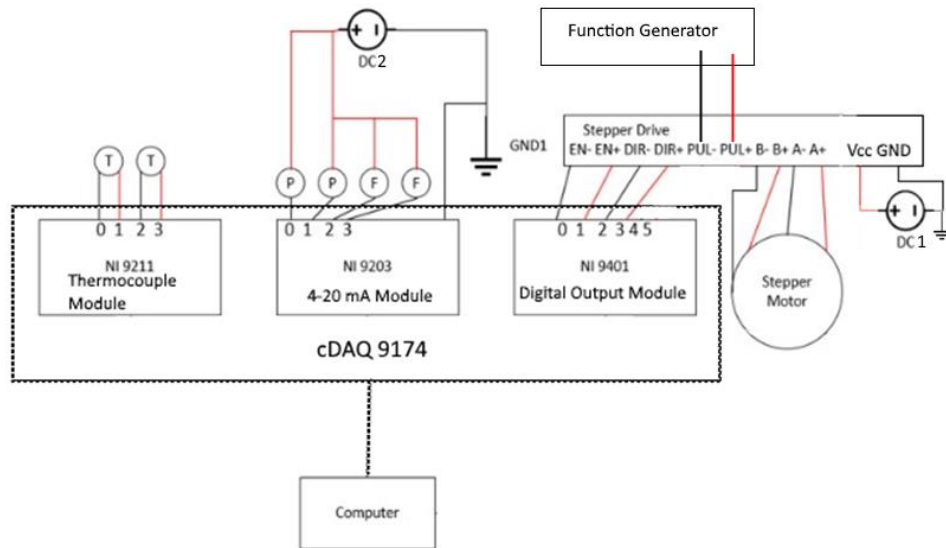 Function Generator
+ -
DC2
Stepper Drive
GND1
EN- EN+ DIR- DIR+ PUL- PUL+ B- B+ A- A+ Vcc GND
T T
P P F F
+ -
DC1
0 1 2 3
0 1 2 3
0 1 2 3 4 5
NI 9211
Thermocouple
Module
NI 9203
4-20 mA Module
NI 9401
Digital Output Module
Stepper
Motor
cDAQ 9174
Computer